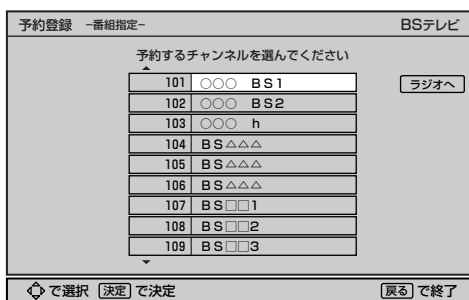 予約登録 −番組指定− BSテレビ
予約するチャンネルを選んでください
101 ○○○ BS1 ラジオへ
102 ○○○ BS2
103 ○○○ h
104 BS△△△
105 BS△△△
106 BS△△△
107 BS□□1
108 BS□□2
109 BS□□3
で選択 決定 で決定 戻る で終了